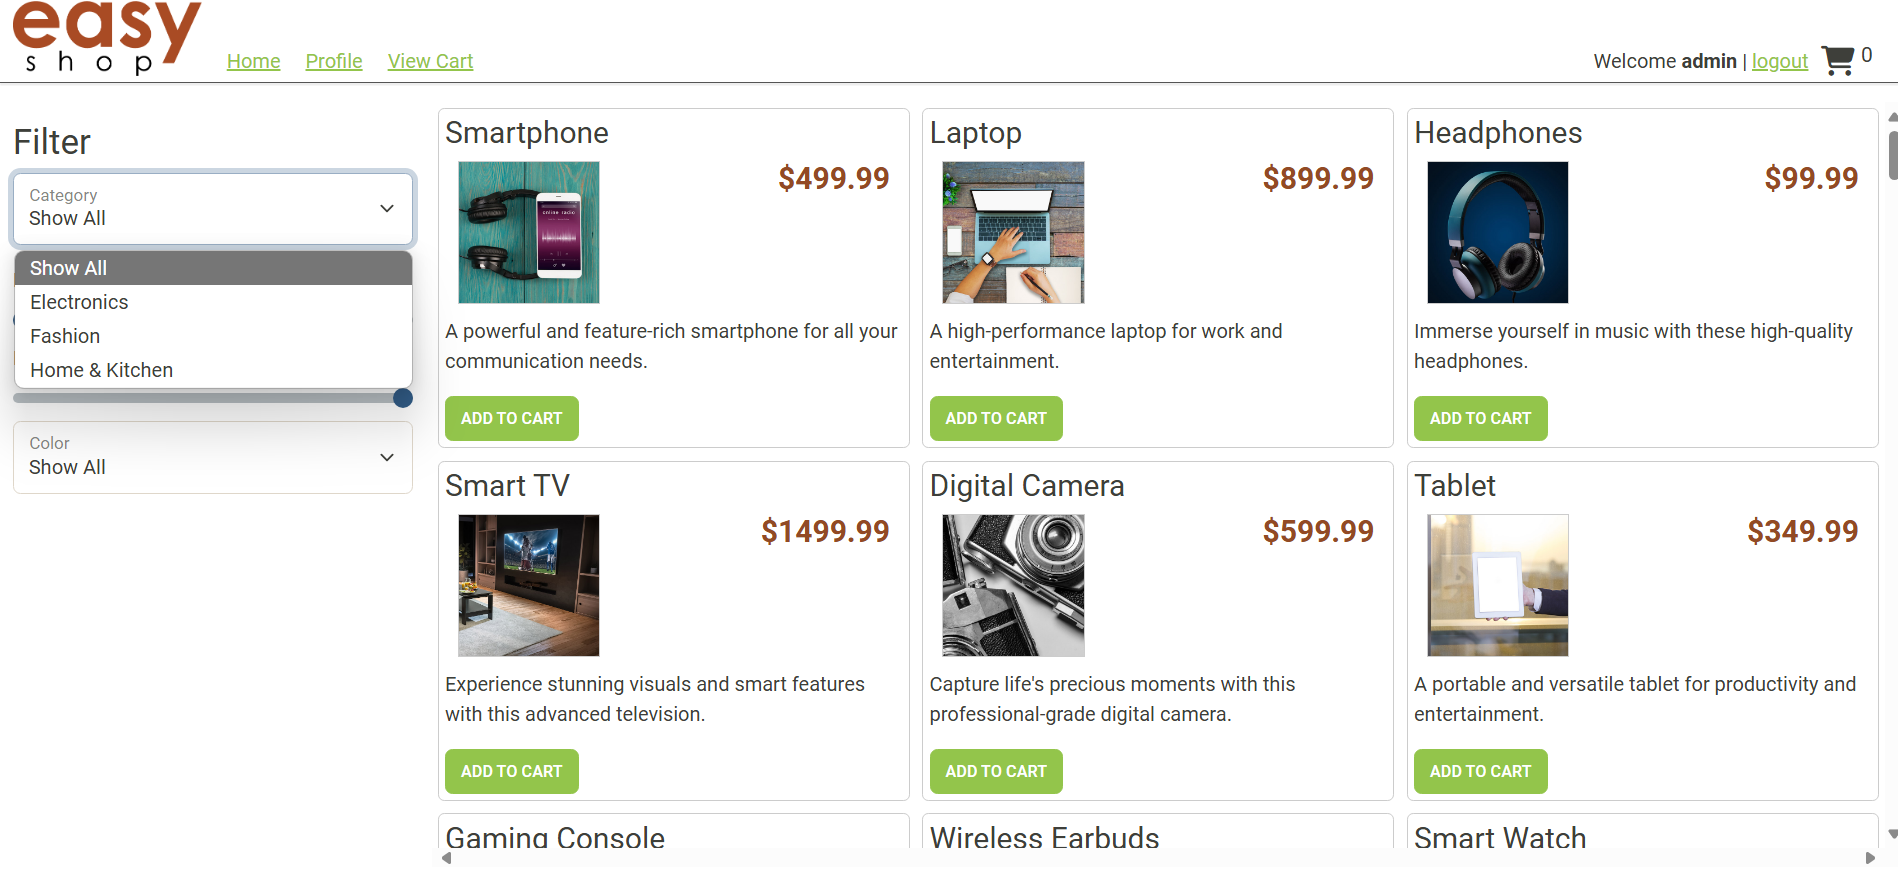 easy
shop
Home Profile View Cart
Welcome admin | logout 0
Filter
Category
Show All
Show All
Electronics
Fashion
Home & Kitchen
Color
Show All
Smartphone
$499.99
online radio
A powerful and feature-rich smartphone for all your
communication needs.
ADD TO CART
Laptop
$899.99
A high-performance laptop for work and
entertainment.
ADD TO CART
Headphones
$99.99
Immerse yourself in music with these high-quality
headphones.
ADD TO CART
Smart TV
$1499.99
Experience stunning visuals and smart features
with this advanced television.
ADD TO CART
Digital Camera
$599.99
Capture life's precious moments with this
professional-grade digital camera.
ADD TO CART
Tablet
$349.99
A portable and versatile tablet for productivity and
entertainment.
ADD TO CART
Gaming Console
Wireless Earbuds
Smart Watch